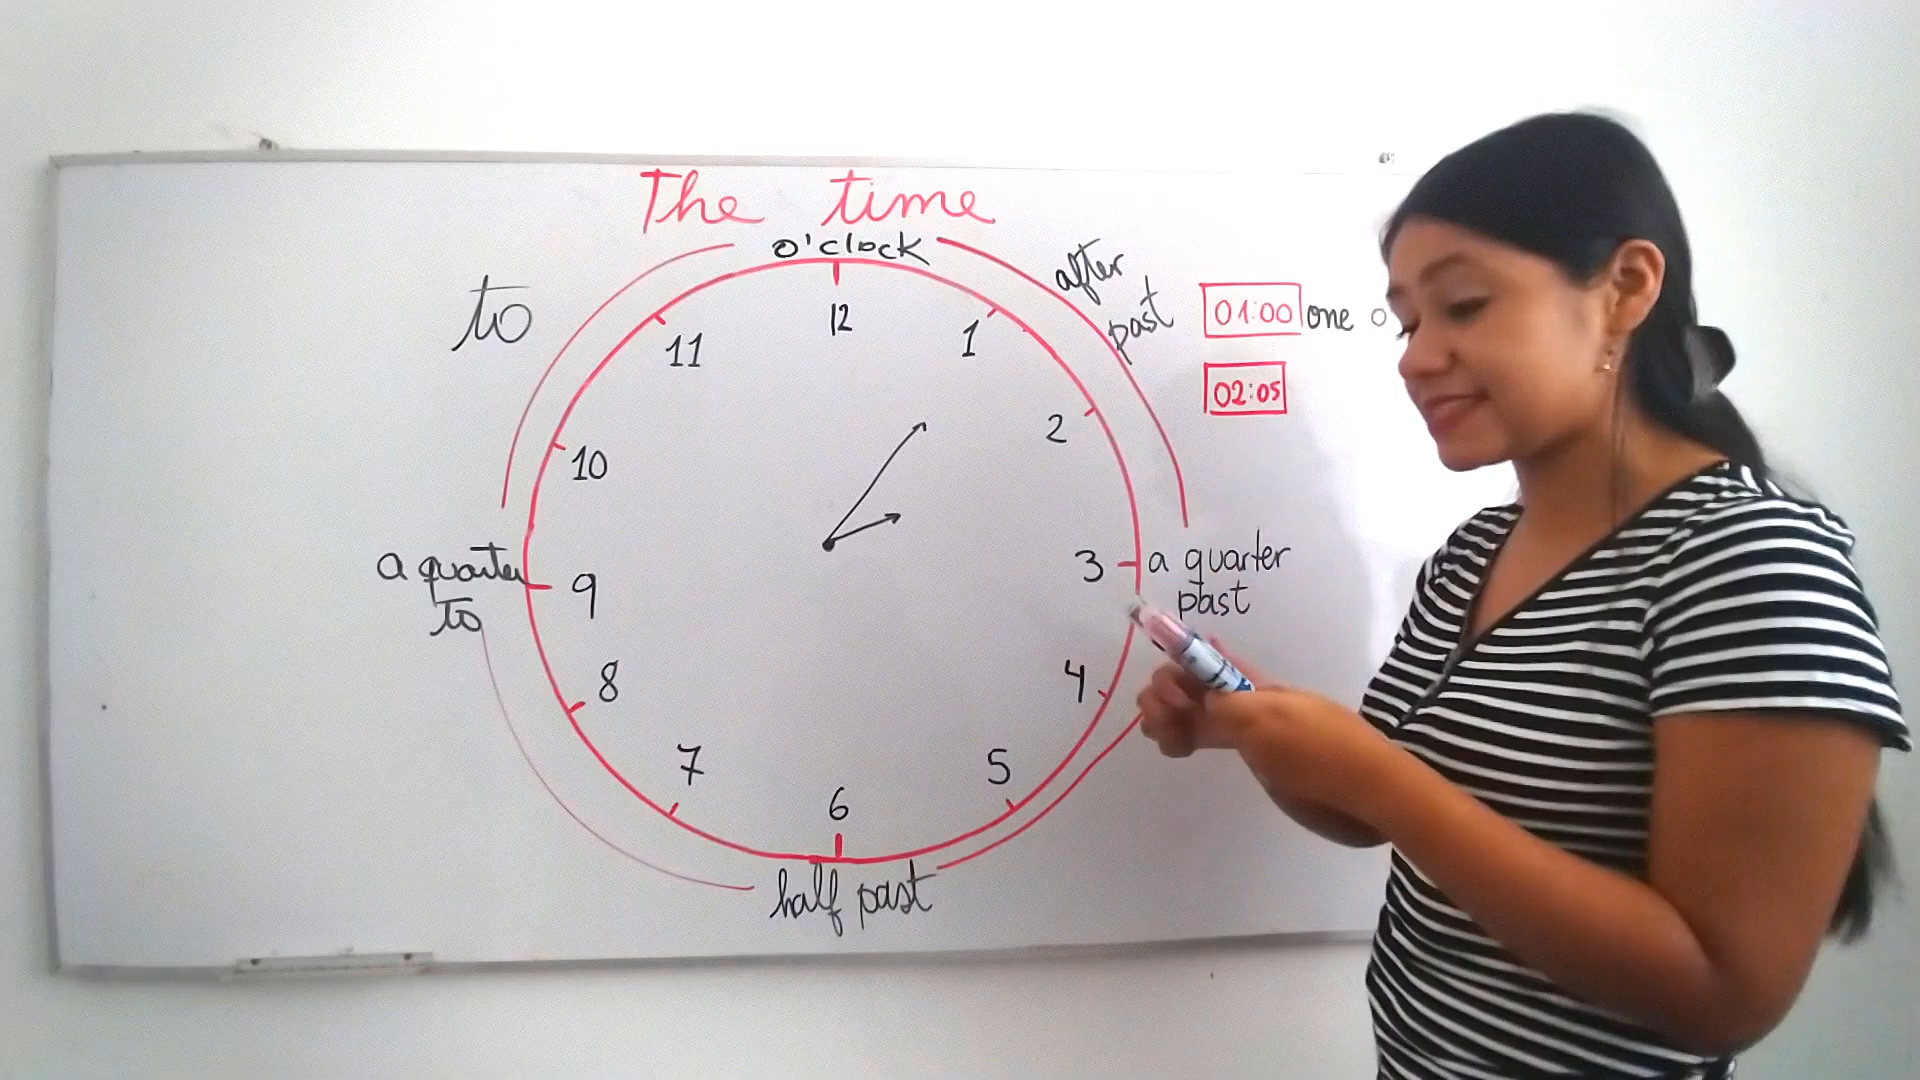 The time
o'clock
to
after
past
01:00 one o
02:05
12
1
2
3
4
5
6
7
8
9
10
11
a quarter
past
half past
a quarter
to